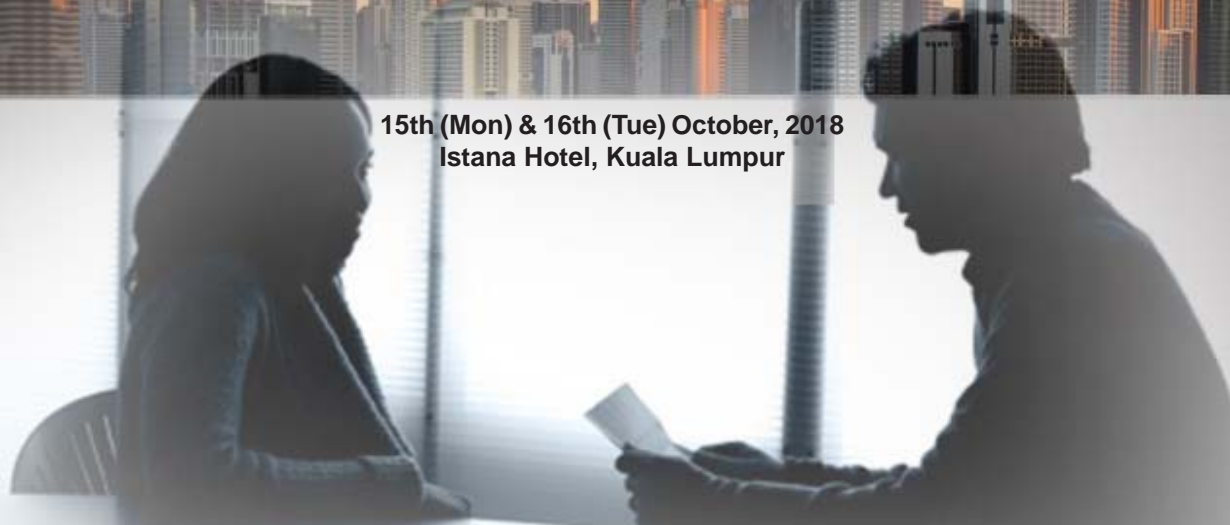 15th (Mon) & 16th (Tue) October, 2018
Istana Hotel, Kuala Lumpur